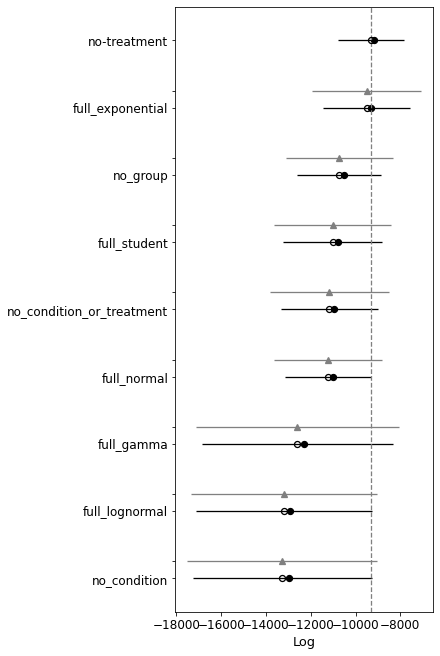 no-treatment
full_exponential
no_group
full_student
no_condition_or_treatment
full_normal
full_gamma
full_lognormal
no_condition
−18000−16000−14000−12000−10000 −8000
Log